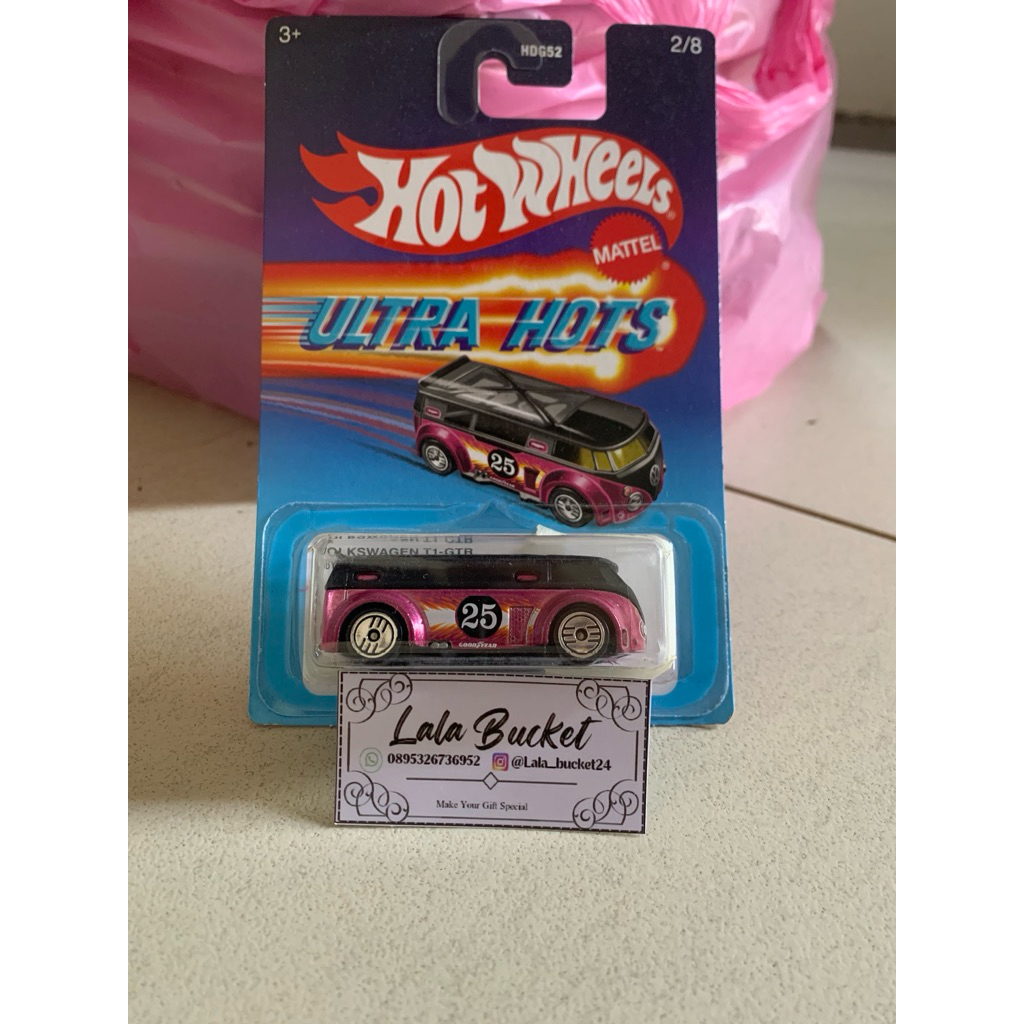 3+
HDG52
2/8
HOT WHEELS
MATTEL
ULTRA HOTS
25
VOLKSWAGEN T1-GTR
25
GOODYEAR
Lala Bucket
0895326736952 @Lala_bucket24
Make Your Gift Special